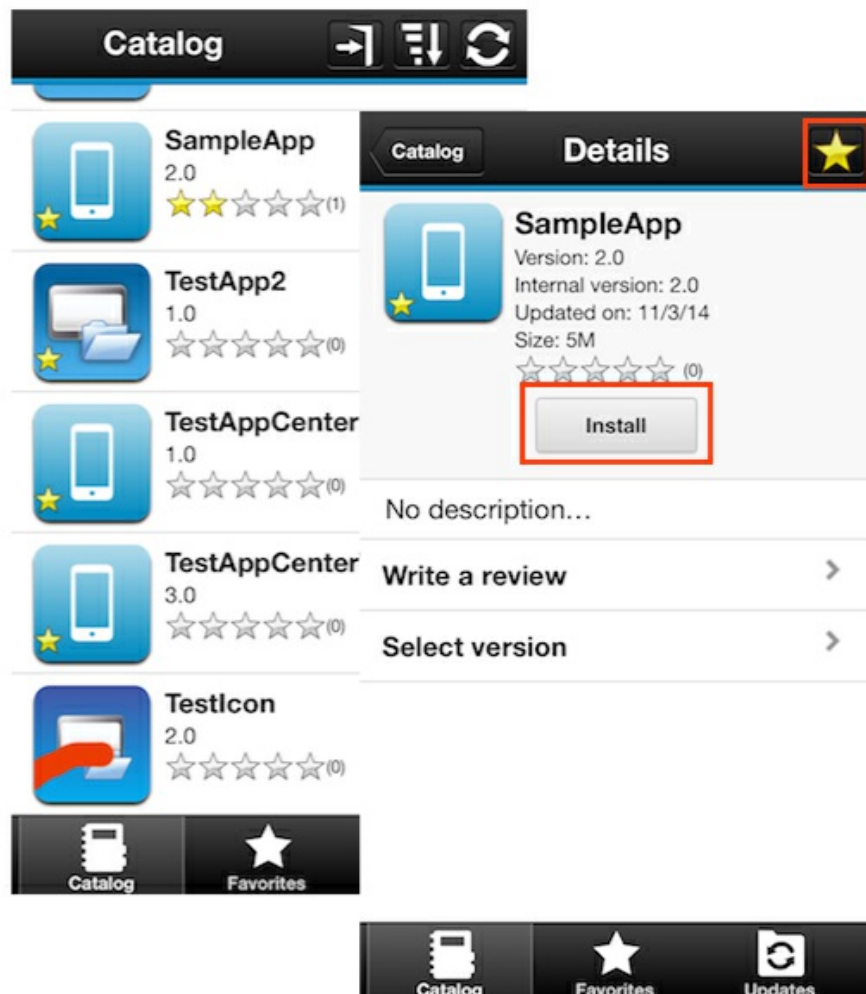 Catalog
SampleApp
2.0
(1)
TestApp2
1.0
(0)
TestAppCenter
1.0
(0)
TestAppCenter
3.0
(0)
TestIcon
2.0
(0)
Catalog
Favorites
Catalog
Details
SampleApp
Version: 2.0
Internal version: 2.0
Updated on: 11/3/14
Size: 5M
(0)
Install
No description...
Write a review
Select version
Catalog
Favorites
Updates